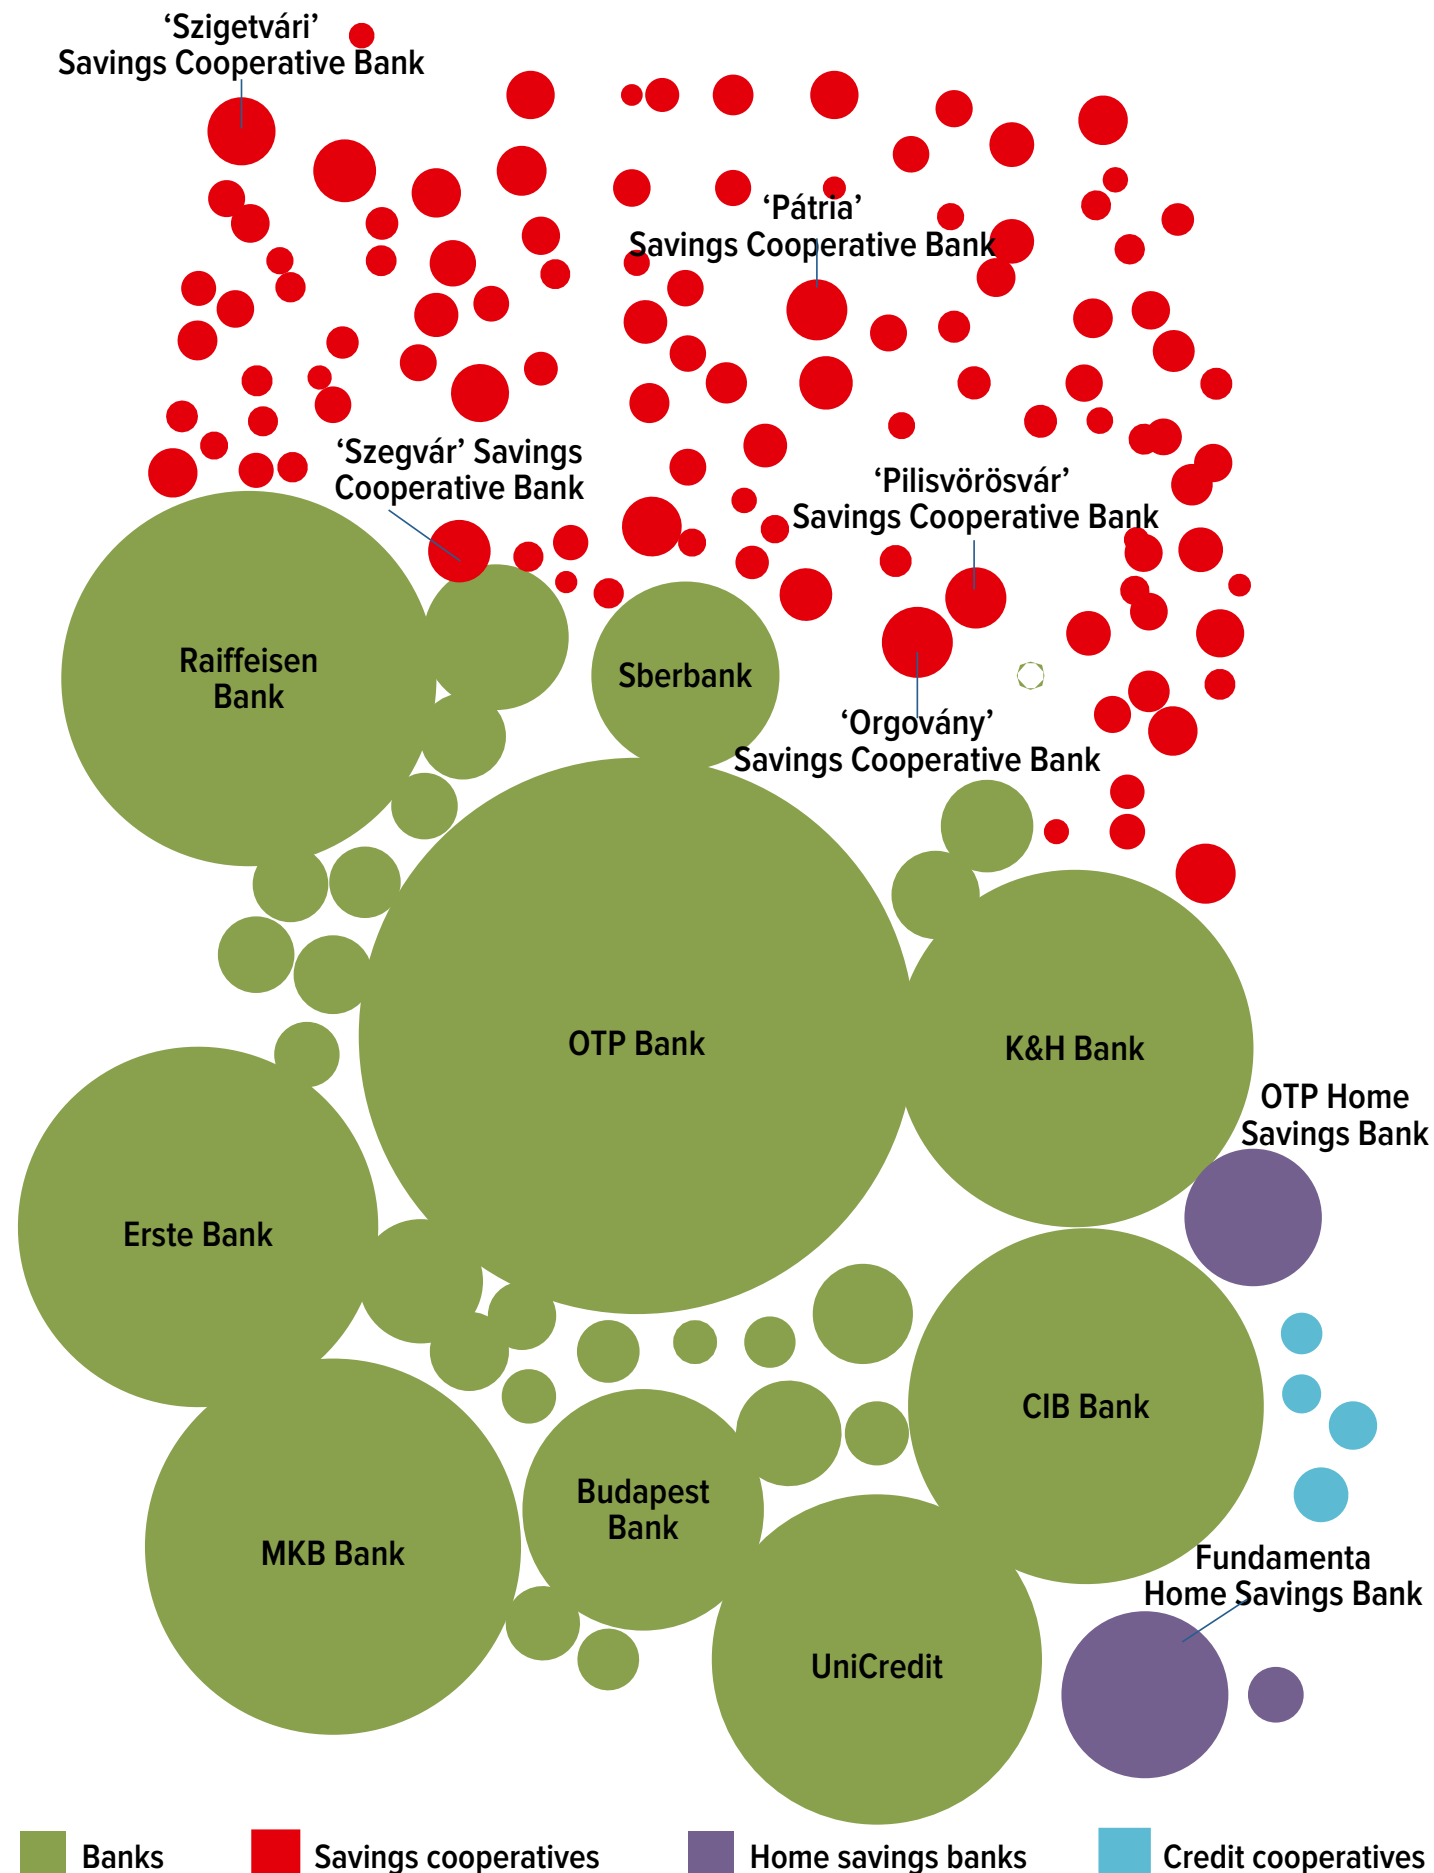 ‘Szigetvári’
Savings Cooperative Bank
‘Pátria’
Savings Cooperative Bank
‘Szegvár’ Savings
Cooperative Bank
‘Pilisvörösvár’
Savings Cooperative Bank
Raiffeisen
Bank
Sberbank
‘Orgovány’
Savings Cooperative Bank
OTP Bank
K&H Bank
OTP Home
Savings Bank
Erste Bank
CIB Bank
Budapest
Bank
MKB Bank
Fundamenta
Home Savings Bank
UniCredit
Banks
Savings cooperatives
Home savings banks
Credit cooperatives